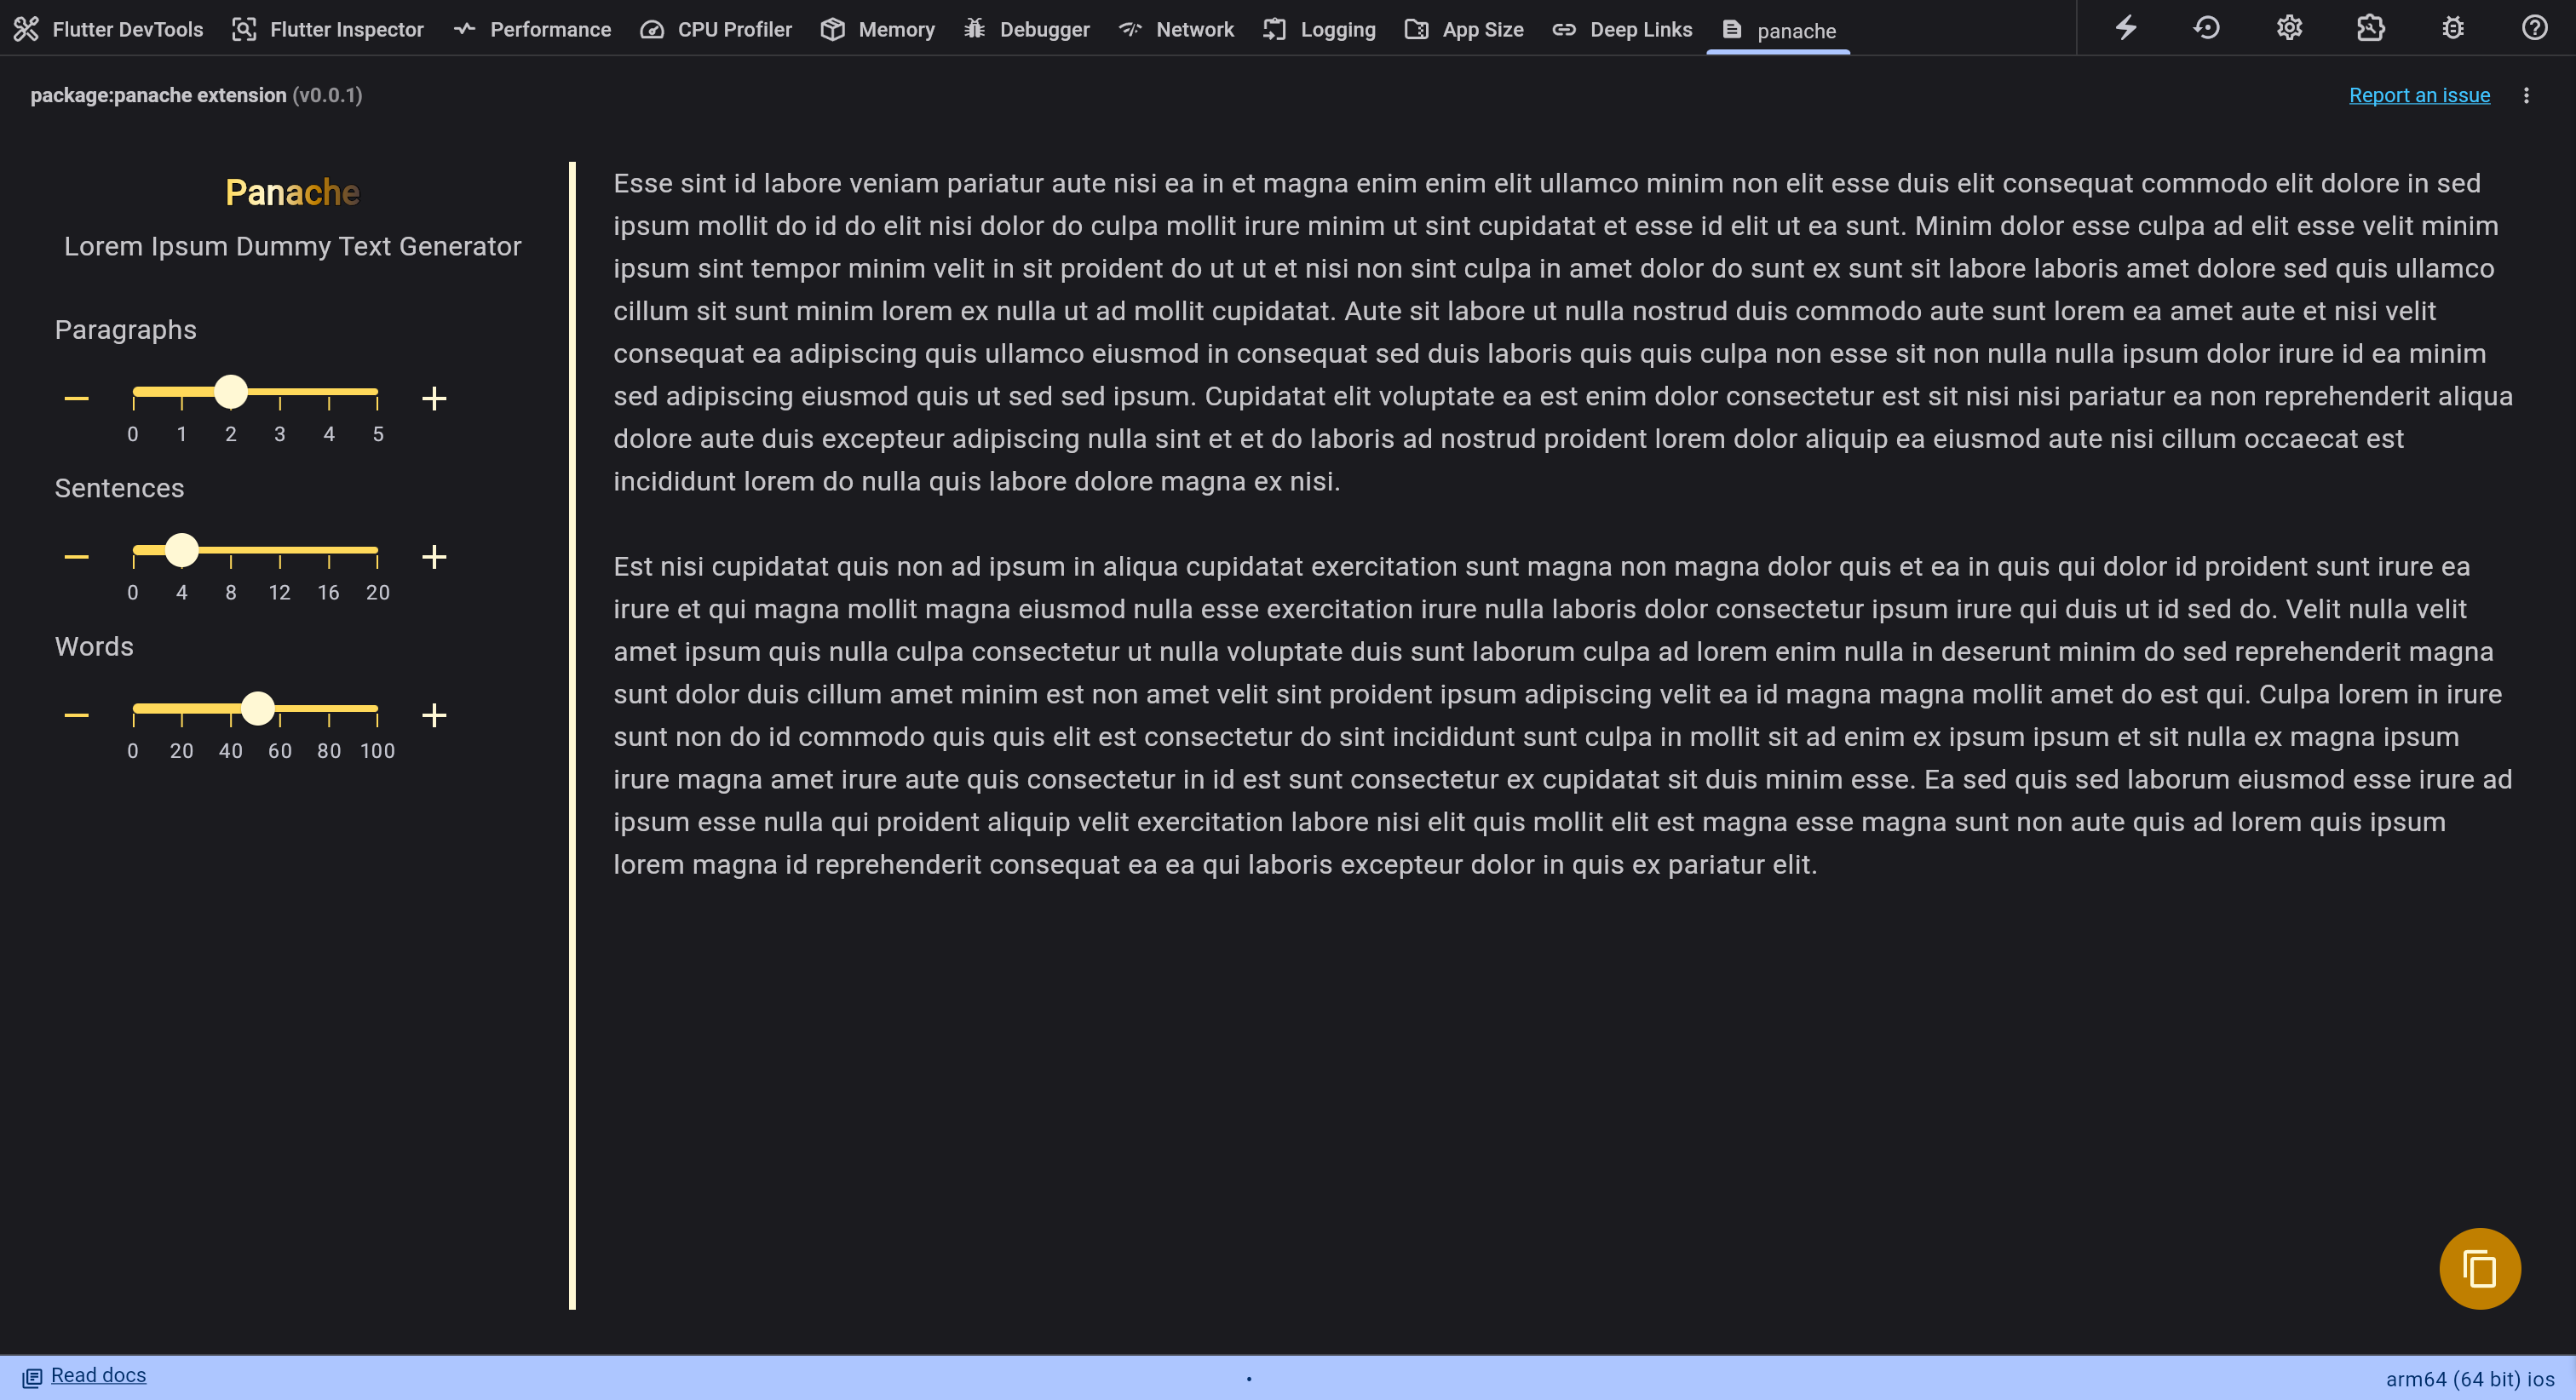 Flutter DevTools Flutter Inspector Performance CPU Profiler Memory Debugger Network Logging App Size Deep Links panache
package:panache extension (v0.0.1) Report an issue
Panache
Lorem Ipsum Dummy Text Generator
Paragraphs
0 1 2 3 4 5
Sentences
0 4 8 12 16 20
Words
0 20 40 60 80 100
Esse sint id labore veniam pariatur aute nisi ea in et magna enim enim elit ullamco minim non elit esse duis elit consequat commodo elit dolore in sed
ipsum mollit do id do elit nisi dolor do culpa mollit irure minim ut sint cupidatat et esse id elit ut ea sunt. Minim dolor esse culpa ad elit esse velit minim
ipsum sint tempor minim velit in sit proident do ut ut et nisi non sint culpa in amet dolor do sunt ex sunt sit labore laboris amet dolore sed quis ullamco
cillum sit sunt minim lorem ex nulla ut ad mollit cupidatat. Aute sit labore ut nulla nostrud duis commodo aute sunt lorem ea amet aute et nisi velit
consequat ea adipiscing quis ullamco eiusmod in consequat sed duis laboris quis quis culpa non esse sit non nulla nulla ipsum dolor irure id ea minim
sed adipiscing eiusmod quis ut sed sed ipsum. Cupidatat elit voluptate ea est enim dolor consectetur est sit nisi nisi pariatur ea non reprehenderit aliqua
dolore aute duis excepteur adipiscing nulla sint et et do laboris ad nostrud proident lorem dolor aliquip ea eiusmod aute nisi cillum occaecat est
incididunt lorem do nulla quis labore dolore magna ex nisi.
Est nisi cupidatat quis non ad ipsum in aliqua cupidatat exercitation sunt magna non magna dolor quis et ea in quis qui dolor id proident sunt irure ea
irure et qui magna mollit magna eiusmod nulla esse exercitation irure nulla laboris dolor consectetur ipsum irure qui duis ut id sed do. Velit nulla velit
amet ipsum quis nulla culpa consectetur ut nulla voluptate duis sunt laborum culpa ad lorem enim nulla in deserunt minim do sed reprehenderit magna
sunt dolor duis cillum amet minim est non amet velit sint proident ipsum adipiscing velit ea id magna magna mollit amet do est qui. Culpa lorem in irure
sunt non do id commodo quis quis elit est consectetur do sint incididunt sunt culpa in mollit sit ad enim ex ipsum ipsum et sit nulla ex magna ipsum
irure magna amet irure aute quis consectetur in id est sunt consectetur ex cupidatat sit duis minim esse. Ea sed quis sed laborum eiusmod esse irure ad
ipsum esse nulla qui proident aliquip velit exercitation labore nisi elit quis mollit elit est magna esse magna sunt non aute quis ad lorem quis ipsum
lorem magna id reprehenderit consequat ea ea qui laboris excepteur dolor in quis ex pariatur elit.
Read docs • arm64 (64 bit) ios